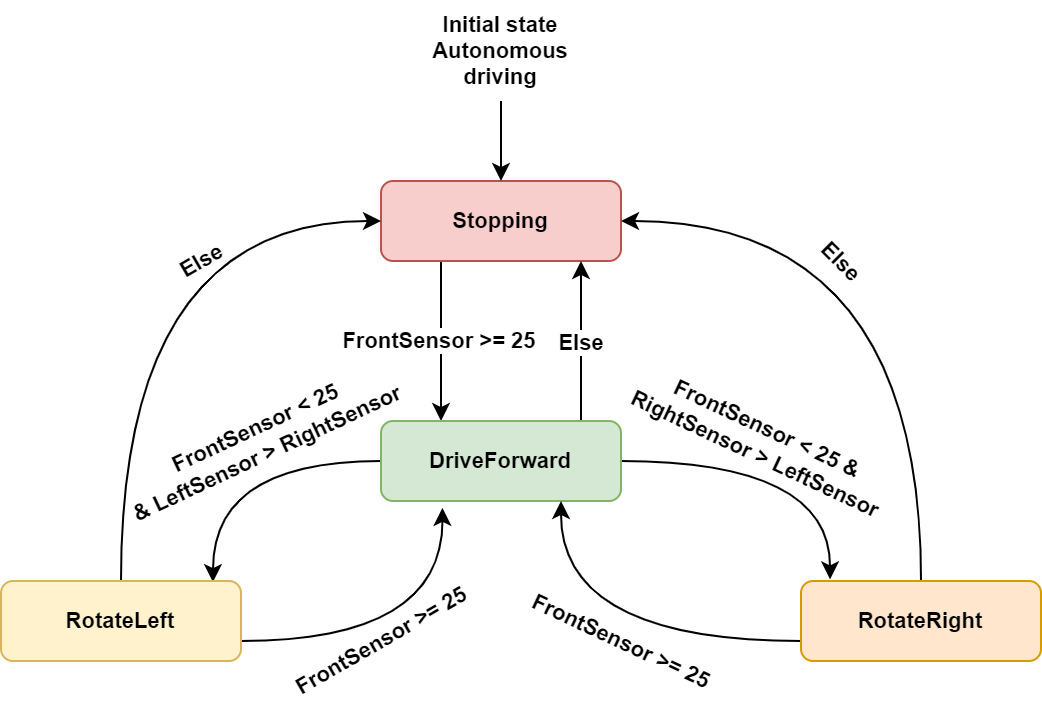 Initial state
Autonomous
driving
Stopping
Else
Else
FrontSensor >= 25
Else
FrontSensor < 25
& LeftSensor > RightSensor
FrontSensor < 25 &
RightSensor > LeftSensor
DriveForward
RotateLeft
RotateRight
FrontSensor >= 25
FrontSensor >= 25